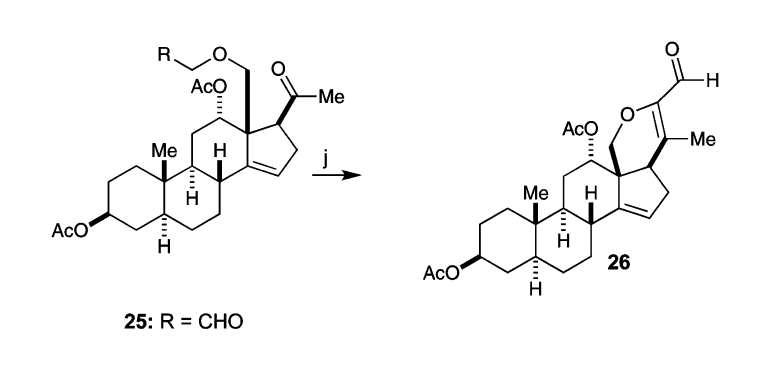 R O O
AcO Me
Me H j
H
AcO H
25: R = CHO
O
H
O
AcO Me
Me H
H
AcO H
26